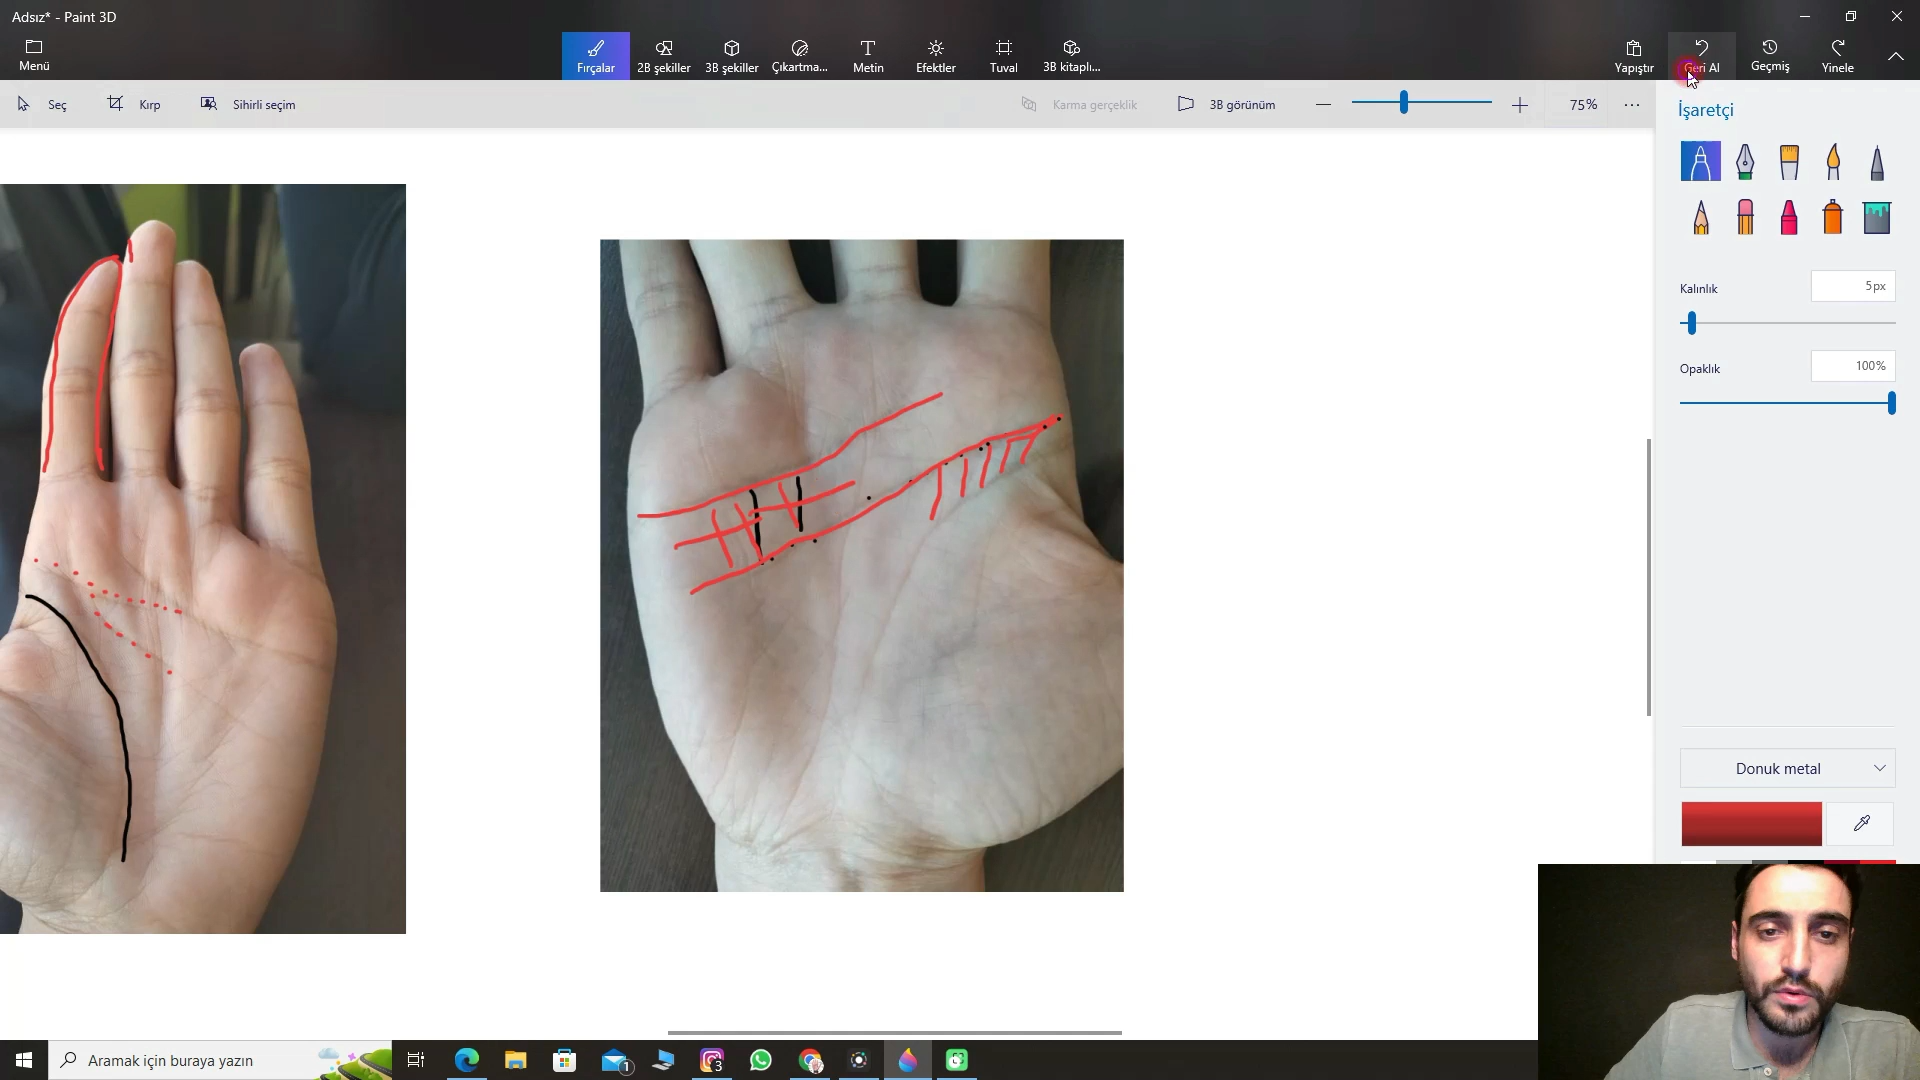 Adsız* - Paint 3D
Menü
Fırçalar
2B şekiller
3B şekiller
Çıkartma...
Metin
Efektler
Tuval
3B kitaplı...
Yapıştır
Geri Al
Geçmiş
Yinele
Seç
Kırp
Sihirli seçim
Karma gerçeklik
3B görünüm
75%
İşaretçi
Kalınlık
5px
Opaklık
100%
Donuk metal
Aramak için buraya yazın
1
3